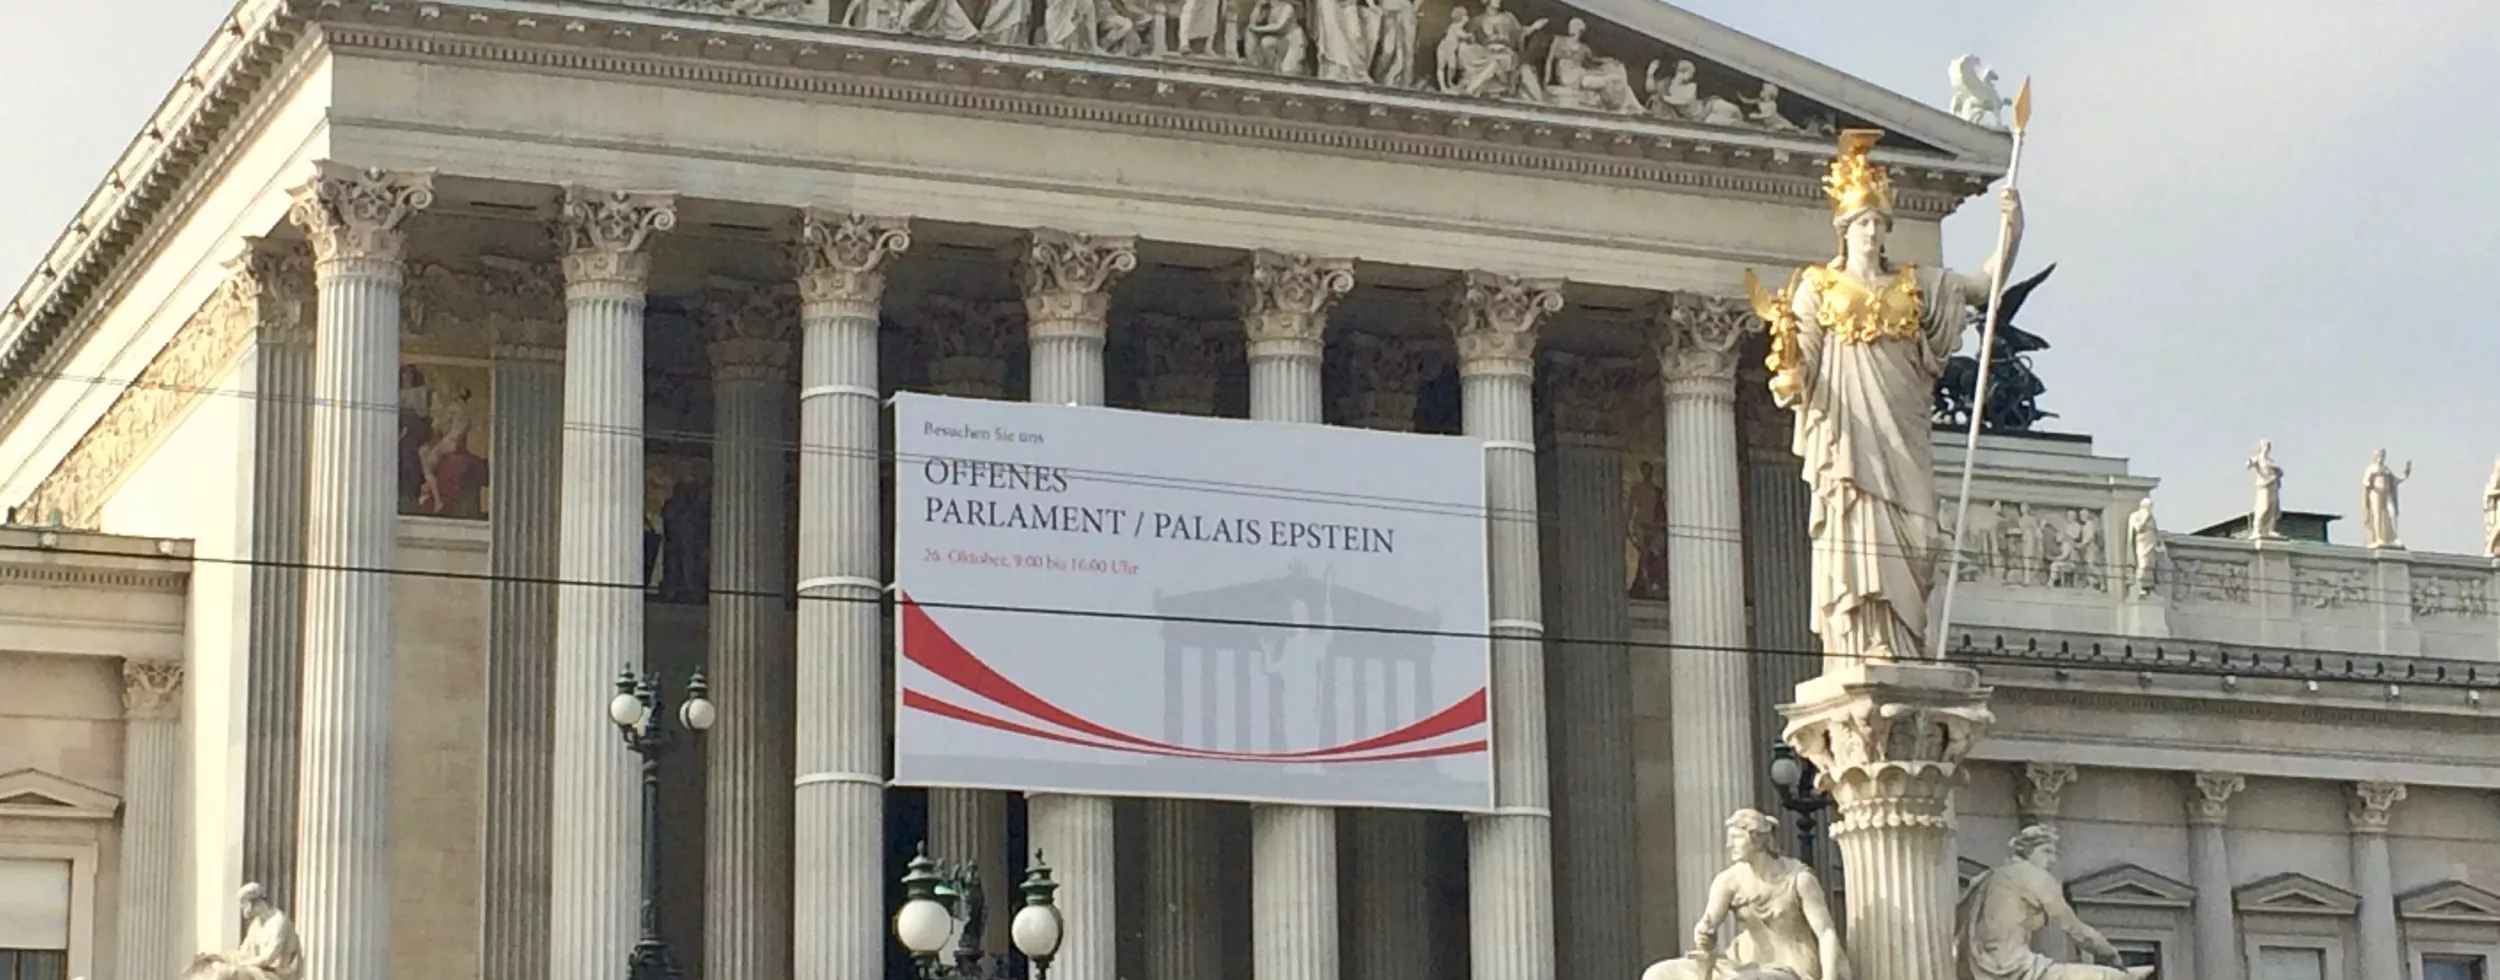 Besuchen Sie uns
OFFENES
PARLAMENT / PALAIS EPSTEIN
26. Oktober, 9:00 bis 16:00 Uhr